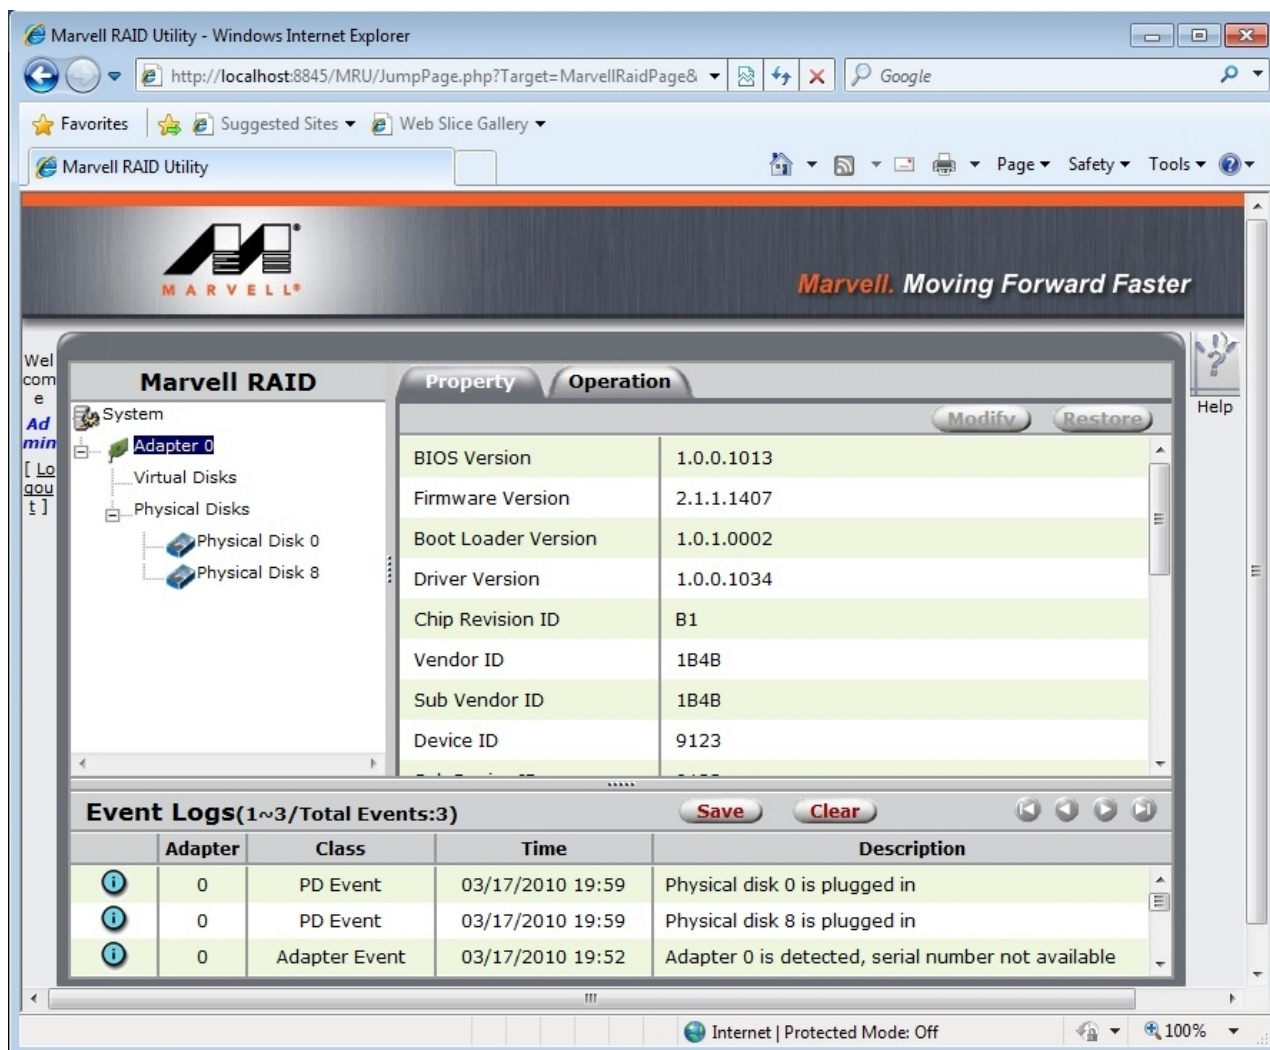 Marvell RAID Utility - Windows Internet Explorer
http://localhost:8845/MRU/JumpPage.php?Target=MarvellRaidPage&
Google
Favorites Suggested Sites Web Slice Gallery
Marvell RAID Utility Page Safety Tools
MARVELL®
Marvell. Moving Forward Faster
Wel
com
e
Ad
min
[ Lo
gou
t ]
Help
Marvell RAID
System
Adapter 0
Virtual Disks
Physical Disks
Physical Disk 0
Physical Disk 8
Property Operation
Modify Restore
BIOS Version 1.0.0.1013
Firmware Version 2.1.1.1407
Boot Loader Version 1.0.1.0002
Driver Version 1.0.0.1034
Chip Revision ID B1
Vendor ID 1B4B
Sub Vendor ID 1B4B
Device ID 9123
Event Logs(1~3/Total Events:3) Save Clear
Adapter Class Time Description
0 PD Event 03/17/2010 19:59 Physical disk 0 is plugged in
0 PD Event 03/17/2010 19:59 Physical disk 8 is plugged in
0 Adapter Event 03/17/2010 19:52 Adapter 0 is detected, serial number not available
Internet | Protected Mode: Off 100%